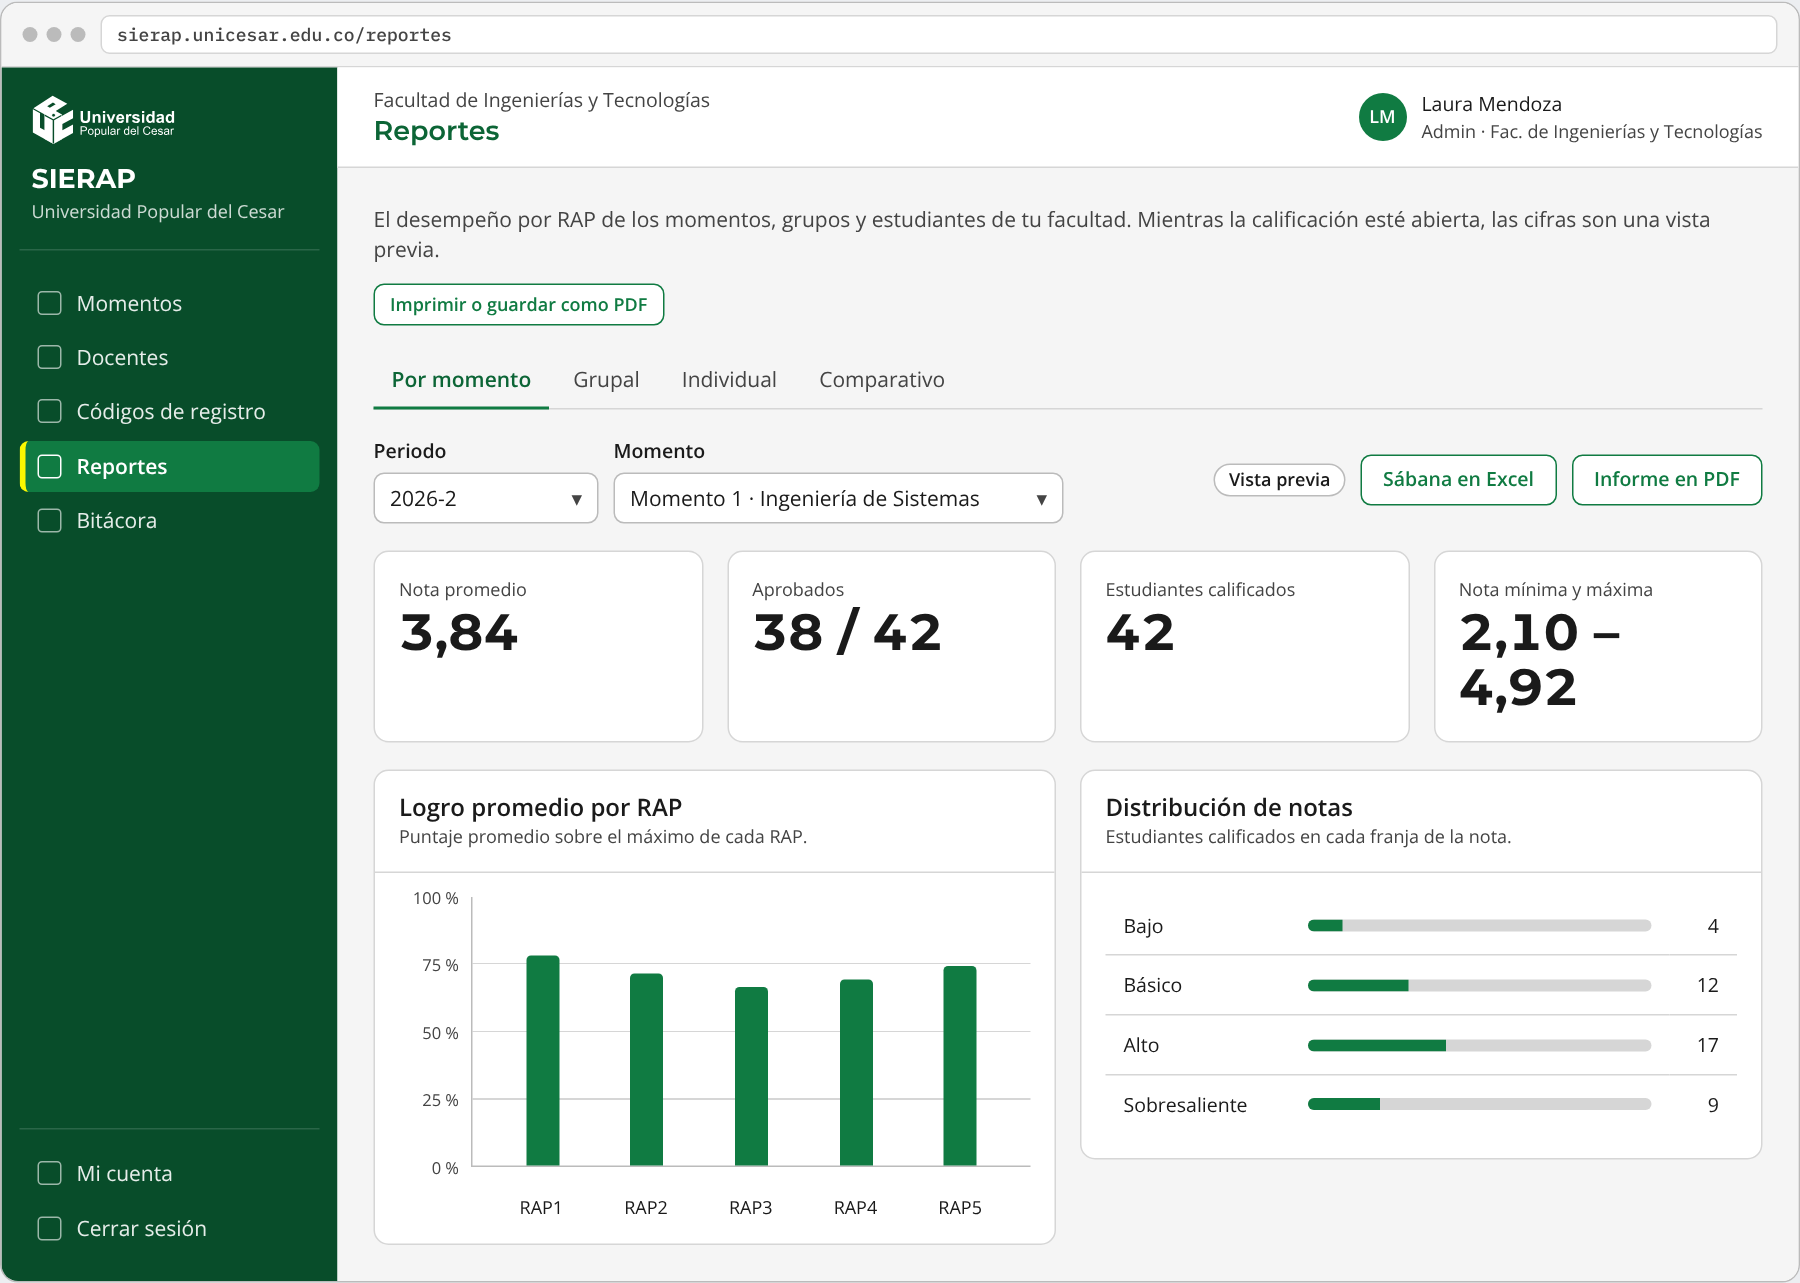 sierap.unicesar.edu.co/reportes
Universidad
Popular del Cesar
SIERAP
Universidad Popular del Cesar
Momentos
Docentes
Códigos de registro
Reportes
Bitácora
Mi cuenta
Cerrar sesión
Facultad de Ingenierías y Tecnologías
Reportes
LM
Laura Mendoza
Admin · Fac. de Ingenierías y Tecnologías
El desempeño por RAP de los momentos, grupos y estudiantes de tu facultad. Mientras la calificación esté abierta, las cifras son una vista
previa.
Imprimir o guardar como PDF
Por momento Grupal Individual Comparativo
Periodo
2026-2
Momento
Momento 1 · Ingeniería de Sistemas
Vista previa
Sábana en Excel
Informe en PDF
Nota promedio
3,84
Aprobados
38 / 42
Estudiantes calificados
42
Nota mínima y máxima
2,10 –
4,92
Logro promedio por RAP
Puntaje promedio sobre el máximo de cada RAP.
100 %
75 %
50 %
25 %
0 %
RAP1 RAP2 RAP3 RAP4 RAP5
Distribución de notas
Estudiantes calificados en cada franja de la nota.
Bajo 4
Básico 12
Alto 17
Sobresaliente 9